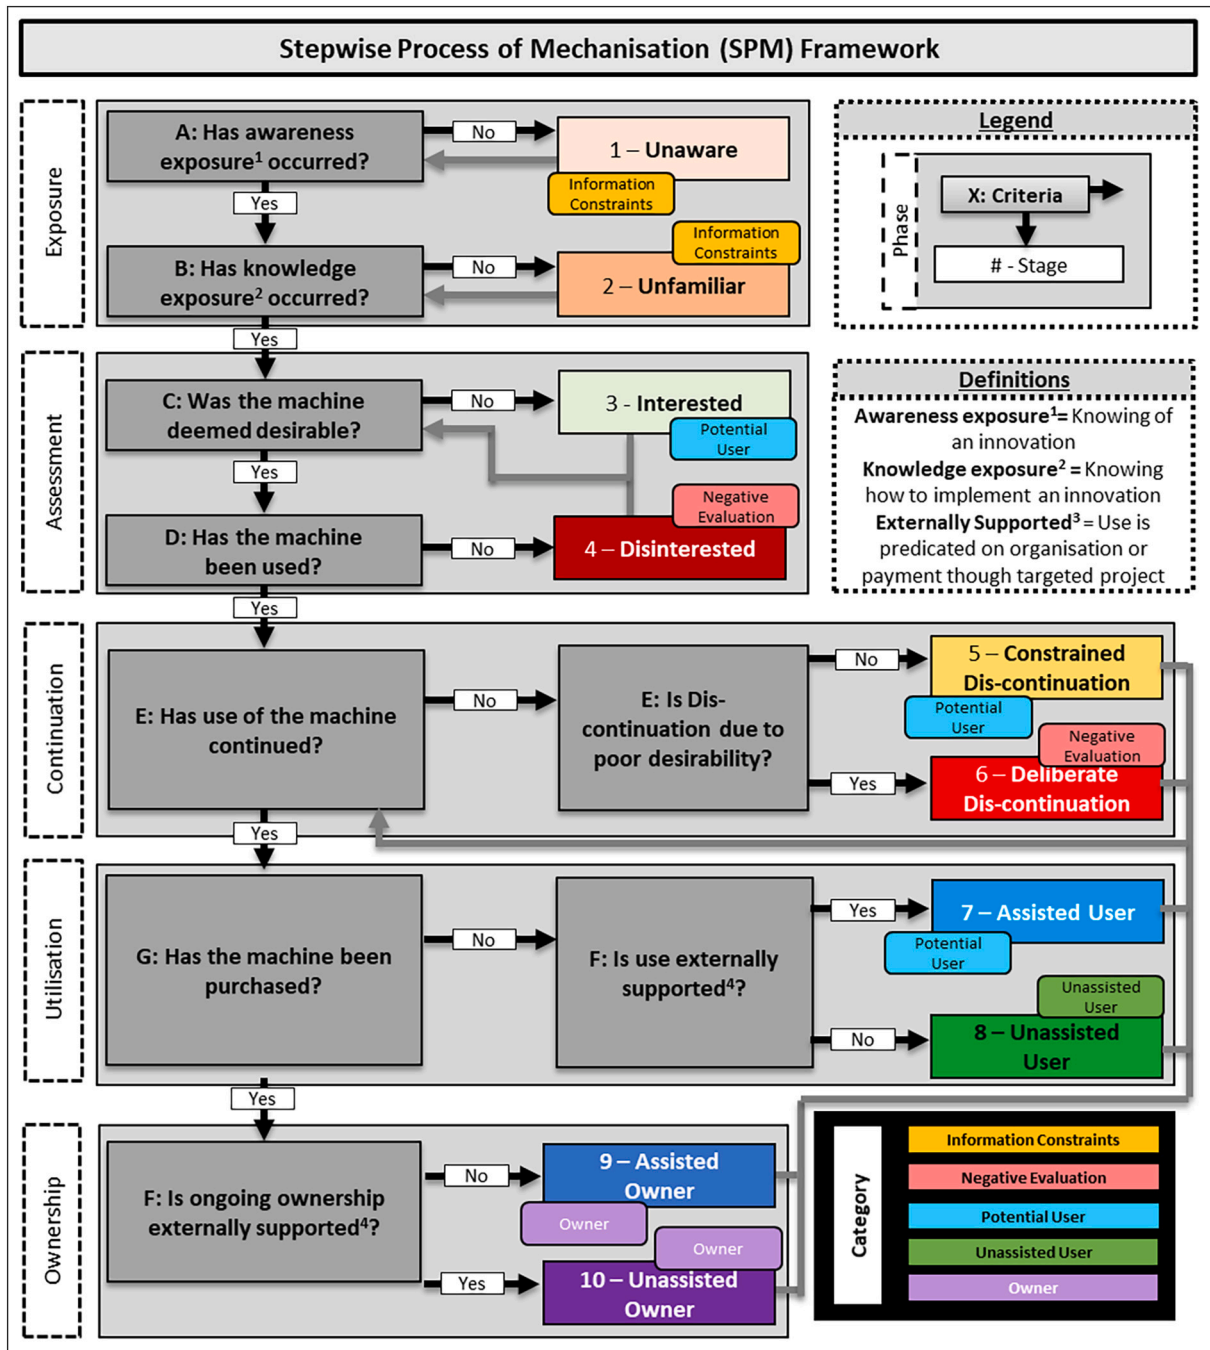 Stepwise Process of Mechanisation (SPM) Framework
Exposure
A: Has awareness
exposure¹ occurred?
No
1 – Unaware
Information
Constraints
Yes
Information
Constraints
B: Has knowledge
exposure² occurred?
No
2 – Unfamiliar
Yes
Legend
Phase
X: Criteria
# - Stage
Assessment
C: Was the machine
deemed desirable?
No
3 - Interested
Potential
User
Yes
Negative
Evaluation
D: Has the machine
been used?
No
4 – Disinterested
Yes
Definitions
Awareness exposure¹= Knowing of
an innovation
Knowledge exposure² = Knowing
how to implement an innovation
Externally Supported³ = Use is
predicated on organisation or
payment though targeted project
Continuation
E: Has use of the machine
continued?
No
E: Is Dis-
continuation due to
poor desirability?
No
5 – Constrained
Dis-continuation
Potential
User
Negative
Evaluation
Yes
6 – Deliberate
Dis-continuation
Yes
Utilisation
G: Has the machine been
purchased?
No
F: Is use externally
supported⁴?
Yes
7 – Assisted User
Potential
User
Unassisted
User
No
8 – Unassisted
User
Yes
Ownership
F: Is ongoing ownership
externally supported⁴?
No
9 – Assisted
Owner
Owner
Owner
Yes
10 – Unassisted
Owner
Category
Information Constraints
Negative Evaluation
Potential User
Unassisted User
Owner